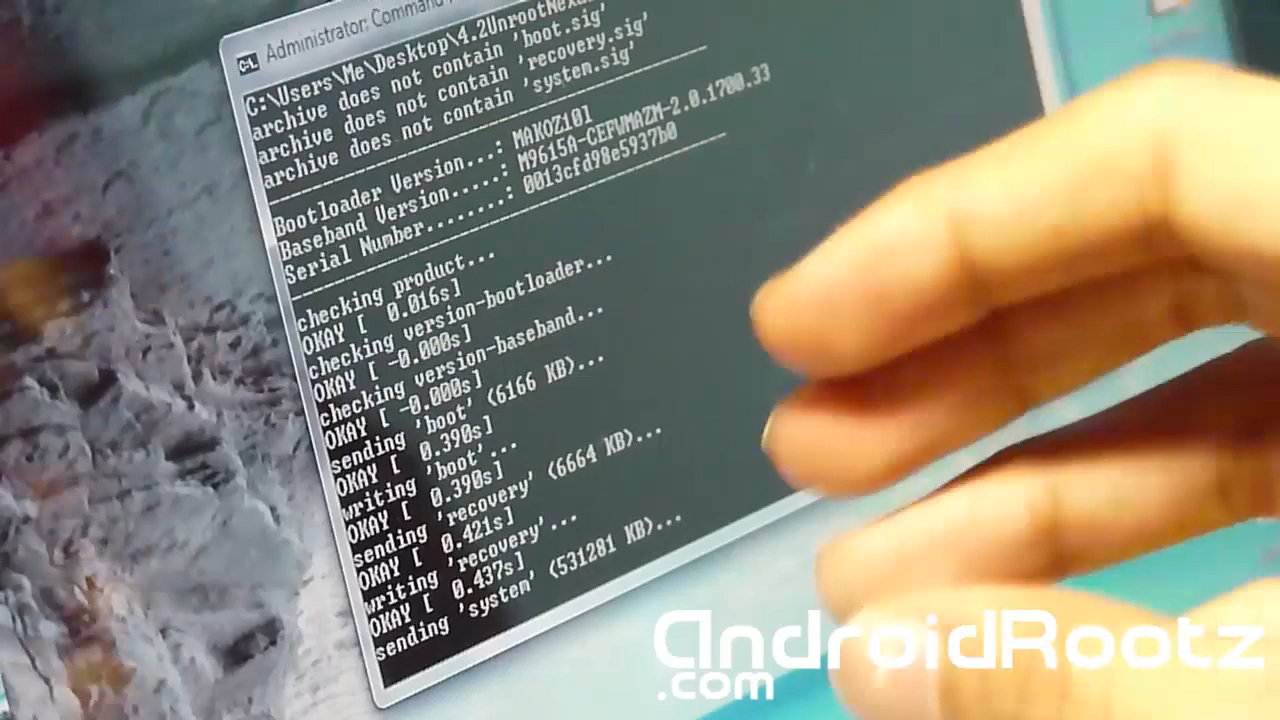 Administrator: Command
C:\Users\Me\Desktop\4.2UnrootNex
archive does not contain 'boot.sig'
archive does not contain 'recovery.sig'
archive does not contain 'system.sig'
Bootloader Version...: MAKOZ10l
Baseband Version.....: M9615A-CEFWMAZM-2.0.1700.33
Serial Number........: 0013cfd98e5937b0
checking product...
OKAY [ 0.016s]
checking version-bootloader...
OKAY [ -0.000s]
checking version-baseband...
OKAY [ -0.000s]
sending 'boot' (6166 KB)...
OKAY [ 0.390s]
writing 'boot'...
OKAY [ 0.390s]
sending 'recovery' (6664 KB)...
OKAY [ 0.421s]
writing 'recovery'...
OKAY [ 0.437s]
sending 'system' (531281 KB)...
AndroidRootz
.com